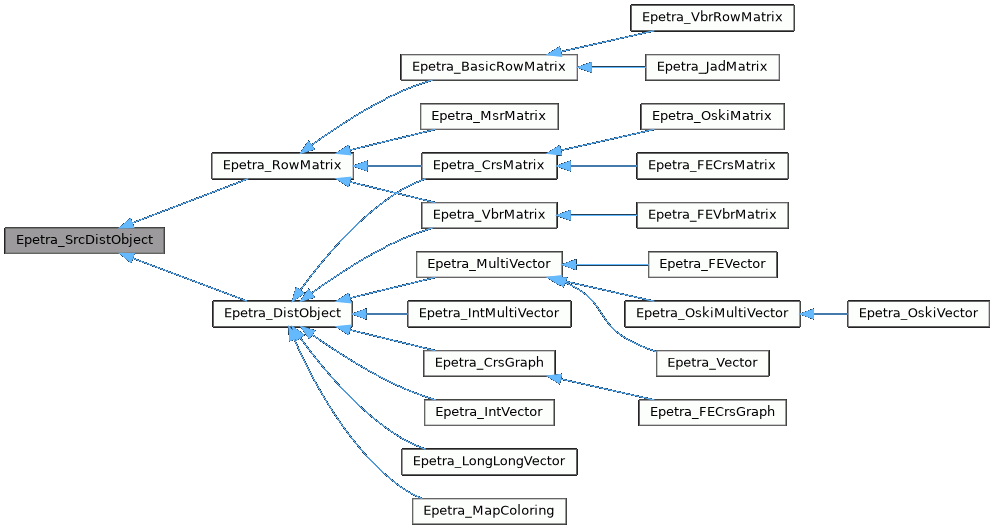 Epetra_VbrRowMatrix
Epetra_BasicRowMatrix
Epetra_JadMatrix
Epetra_MsrMatrix
Epetra_OskiMatrix
Epetra_RowMatrix
Epetra_CrsMatrix
Epetra_FECrsMatrix
Epetra_VbrMatrix
Epetra_FEVbrMatrix
Epetra_SrcDistObject
Epetra_MultiVector
Epetra_FEVector
Epetra_DistObject
Epetra_IntMultiVector
Epetra_OskiMultiVector
Epetra_OskiVector
Epetra_CrsGraph
Epetra_Vector
Epetra_IntVector
Epetra_FECrsGraph
Epetra_LongLongVector
Epetra_MapColoring